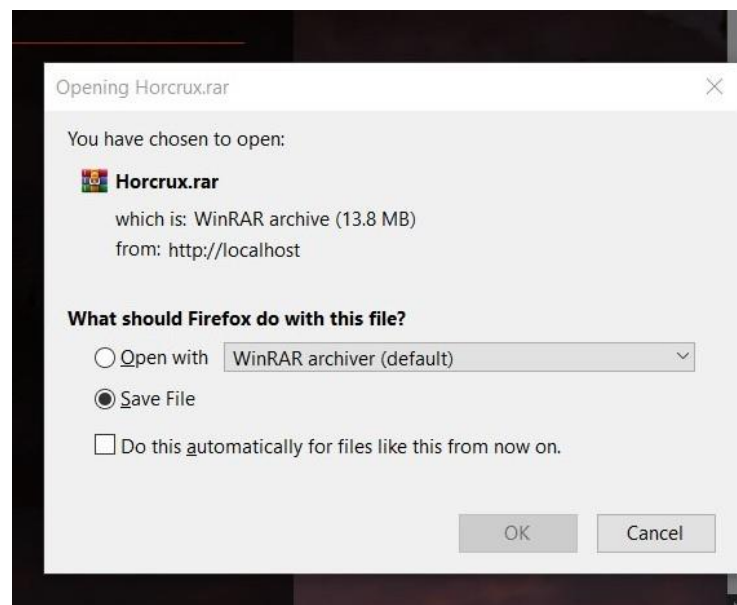 Opening Horcrux.rar
You have chosen to open:
Horcrux.rar
which is: WinRAR archive (13.8 MB)
from: http://localhost
What should Firefox do with this file?
Open with WinRAR archiver (default)
Save File
Do this automatically for files like this from now on.
OK Cancel